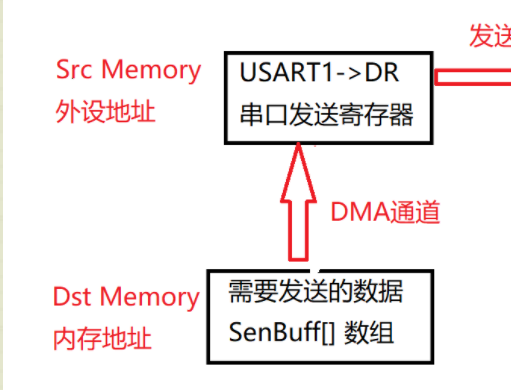 发送
Src Memory
外设地址
USART1->DR
串口发送寄存器
DMA通道
Dst Memory
内存地址
需要发送的数据
SenBuff[] 数组